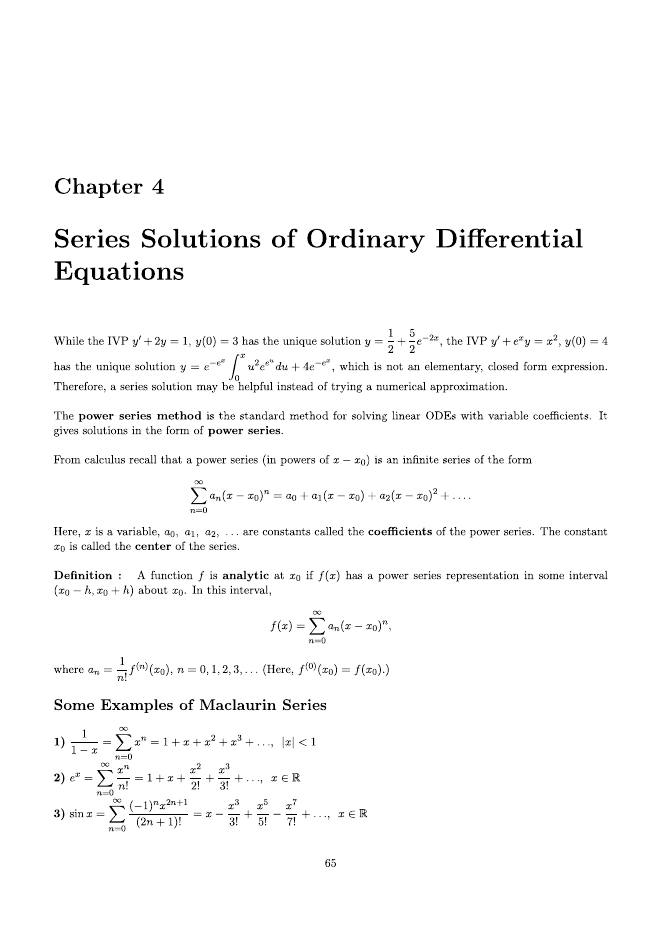 Chapter 4
Series Solutions of Ordinary Differential
Equations
While the IVP y′ + 2y = 1, y(0) = 3 has the unique solution y = 1/2 + 5/2 e^{−2x}, the IVP y′ + e^x y = x², y(0) = 4
has the unique solution y = e^{−e^x} ∫_0^x u² e^{e^u} du + 4e^{−e^x}, which is not an elementary, closed form expression.
Therefore, a series solution may be helpful instead of trying a numerical approximation.
The power series method is the standard method for solving linear ODEs with variable coefficients. It
gives solutions in the form of power series.
From calculus recall that a power series (in powers of x − x₀) is an infinite series of the form
∑_{n=0}^∞ aₙ(x − x₀)ⁿ = a₀ + a₁(x − x₀) + a₂(x − x₀)² + . . . .
Here, x is a variable, a₀, a₁, a₂, . . . are constants called the coefficients of the power series. The constant
x₀ is called the center of the series.
Definition : A function f is analytic at x₀ if f(x) has a power series representation in some interval
(x₀ − h, x₀ + h) about x₀. In this interval,
f(x) = ∑_{n=0}^∞ aₙ(x − x₀)ⁿ,
where aₙ = 1/n! f^{(n)}(x₀), n = 0, 1, 2, 3, . . . (Here, f^{(0)}(x₀) = f(x₀).)
Some Examples of Maclaurin Series
1) 1/(1 − x) = ∑_{n=0}^∞ xⁿ = 1 + x + x² + x³ + . . ., |x| < 1
2) e^x = ∑_{n=0}^∞ xⁿ/n! = 1 + x + x²/2! + x³/3! + . . ., x ∈ ℝ
3) sin x = ∑_{n=0}^∞ (−1)ⁿx^{2n+1}/(2n + 1)! = x − x³/3! + x⁵/5! − x⁷/7! + . . ., x ∈ ℝ
65